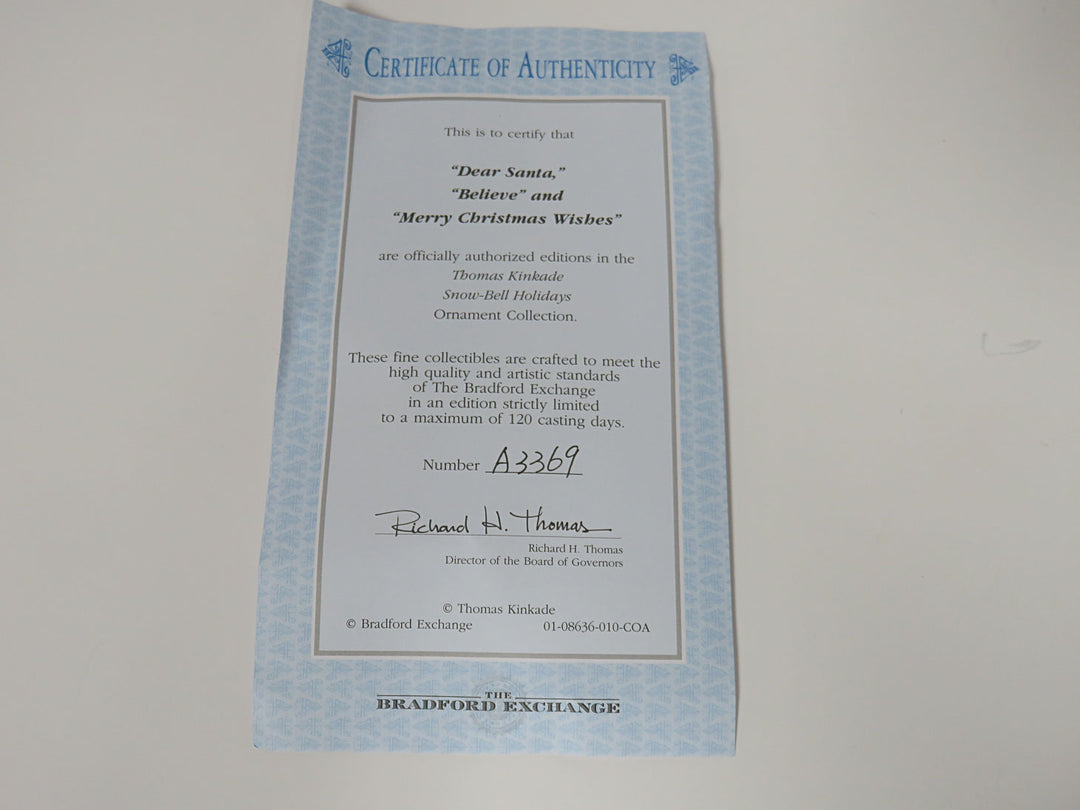 CERTIFICATE OF AUTHENTICITY
This is to certify that
"Dear Santa,"
"Believe" and
"Merry Christmas Wishes"
are officially authorized editions in the
Thomas Kinkade
Snow-Bell Holidays
Ornament Collection.
These fine collectibles are crafted to meet the
high quality and artistic standards
of The Bradford Exchange
in an edition strictly limited
to a maximum of 120 casting days.
Number A3369
Richard H. Thomas
Richard H. Thomas
Director of the Board of Governors
© Thomas Kinkade
© Bradford Exchange 01-08636-010-COA
THE
BRADFORD EXCHANGE